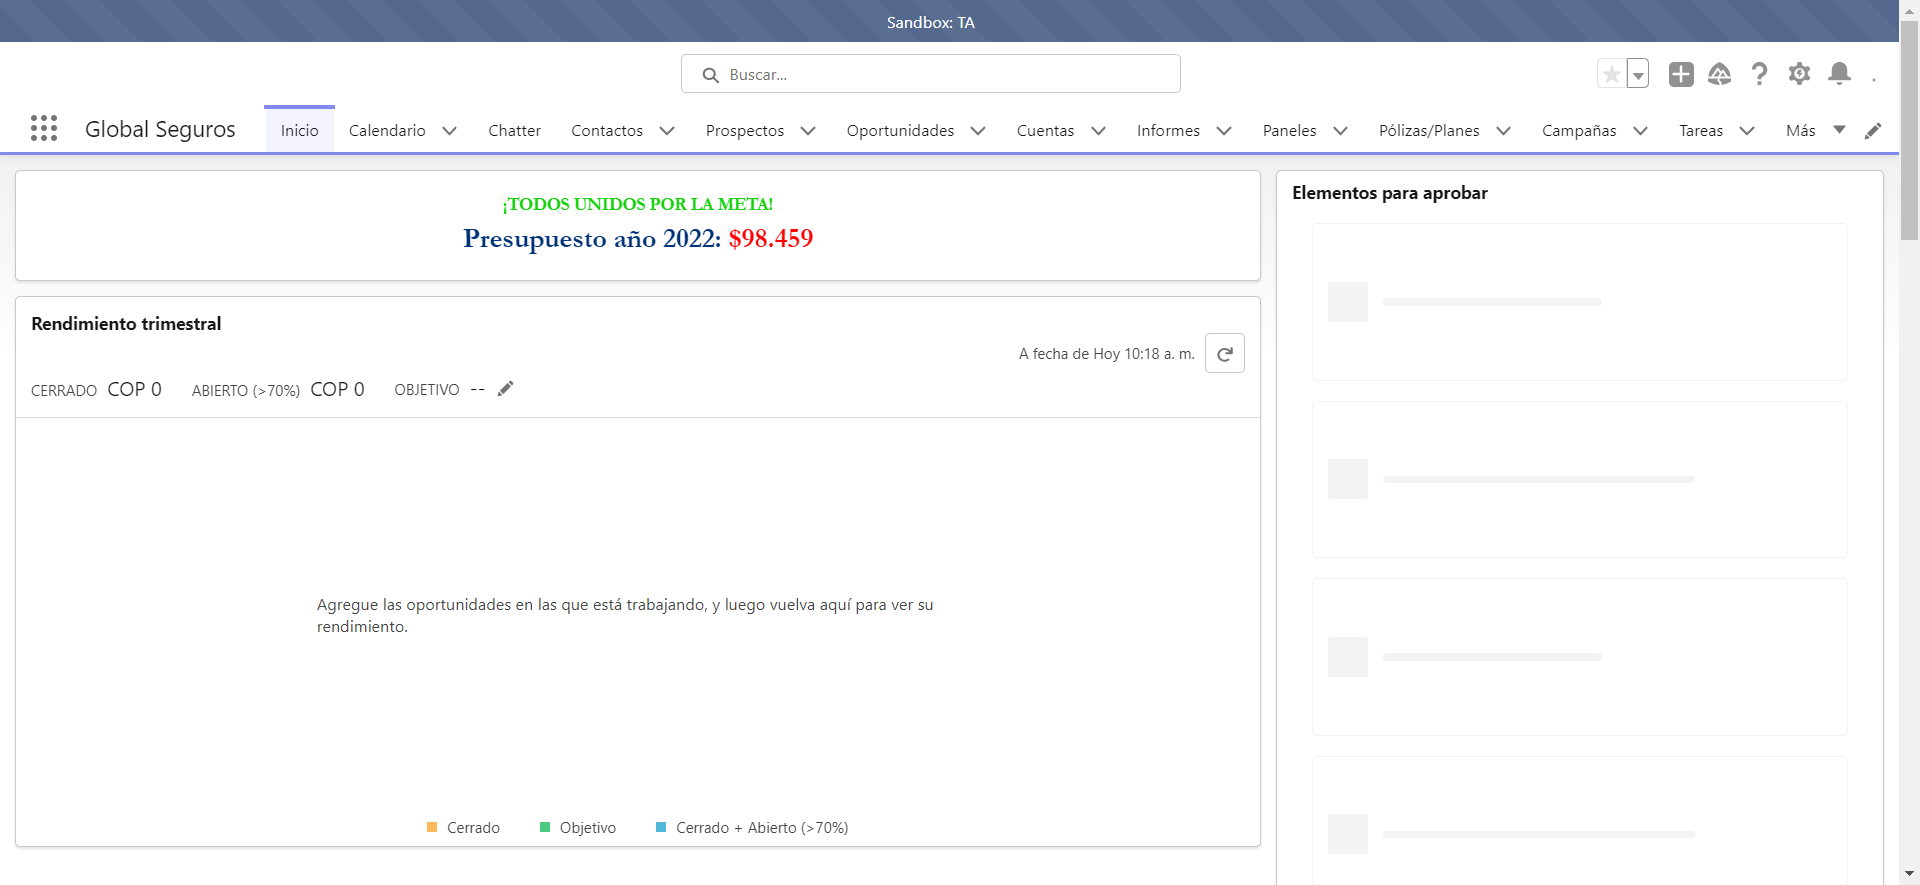 Sandbox: TA
Buscar...
Global Seguros
Inicio
Calendario
Chatter
Contactos
Prospectos
Oportunidades
Cuentas
Informes
Paneles
Pólizas/Planes
Campañas
Tareas
Más
¡TODOS UNIDOS POR LA META!
Presupuesto año 2022: $98.459
Rendimiento trimestral
A fecha de Hoy 10:18 a. m.
CERRADO COP 0 ABIERTO (>70%) COP 0 OBJETIVO --
Agregue las oportunidades en las que está trabajando, y luego vuelva aquí para ver su
rendimiento.
Cerrado
Objetivo
Cerrado + Abierto (>70%)
Elementos para aprobar